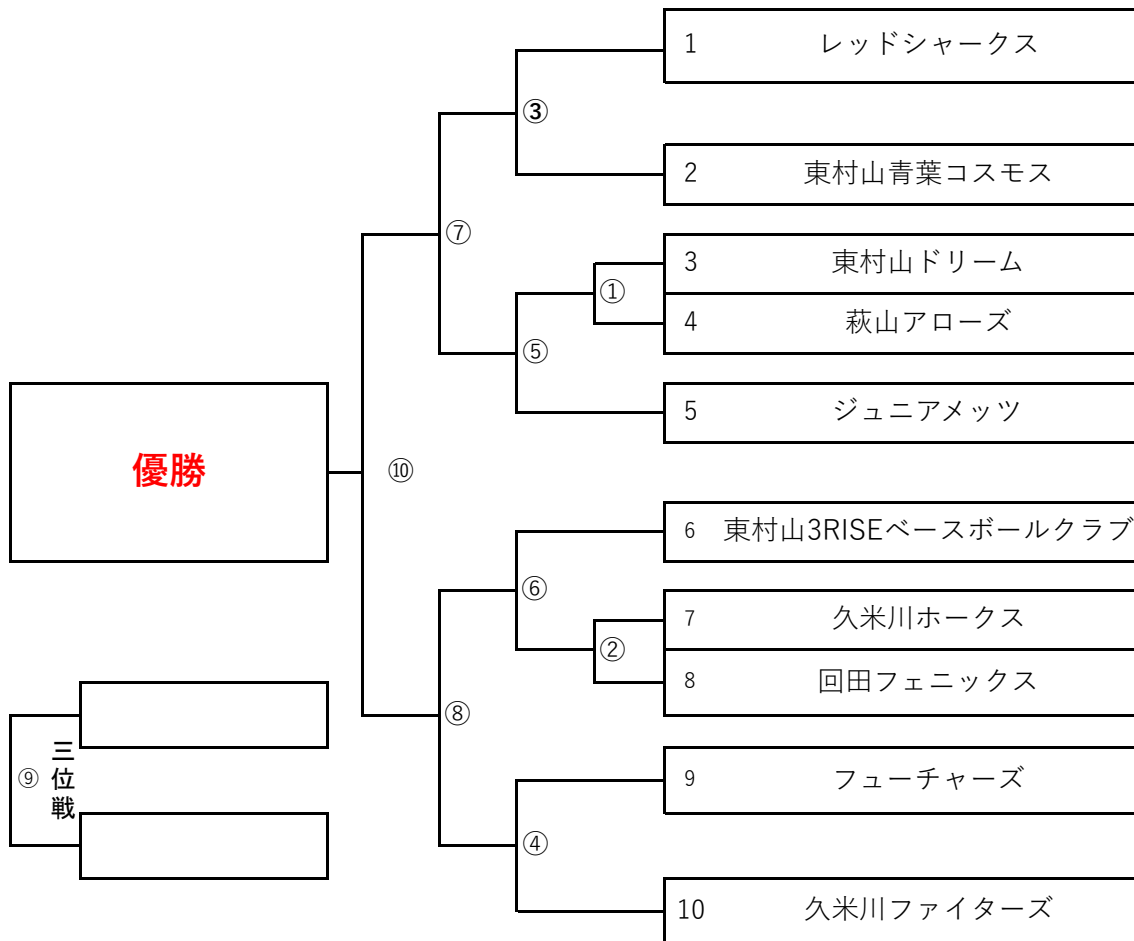 1 レッドシャークス
③
2 東村山青葉コスモス
⑦
3 東村山ドリーム
①
4 萩山アローズ
⑤
5 ジュニアメッツ
優勝
⑩
6 東村山3RISEベースボールクラブ
⑥
7 久米川ホークス
②
8 回田フェニックス
⑧
⑨ 三位戦
9 フューチャーズ
④
10 久米川ファイターズ